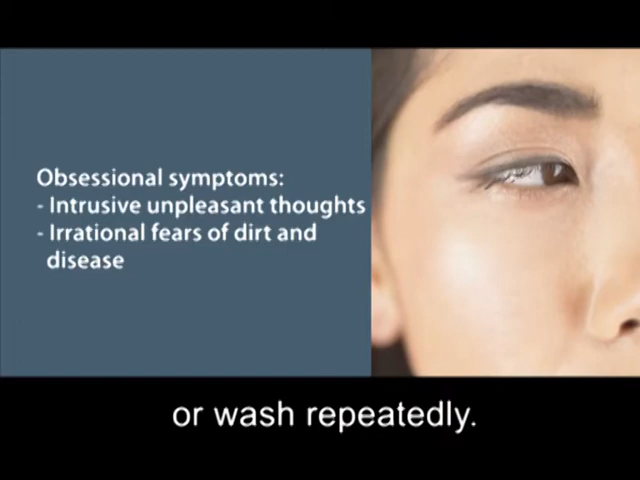 Obsessional symptoms:
- Intrusive unpleasant thoughts
- Irrational fears of dirt and
disease
or wash repeatedly.